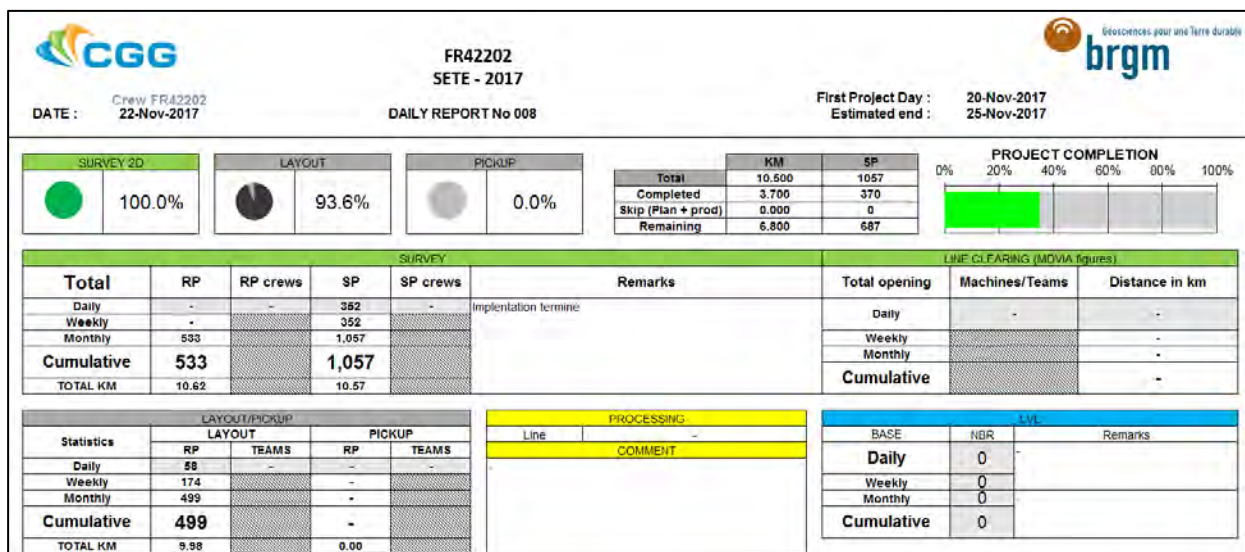 CGG
Géosciences pour une Terre durable
brgm
FR42202
SETE - 2017
Crew FR42202
DATE : 22-Nov-2017
DAILY REPORT No 008
First Project Day : 20-Nov-2017
Estimated end : 25-Nov-2017
SURVEY 2D
100.0%
LAYOUT
93.6%
PICKUP
0.0%
KM SP
Total 10.500 1057
Completed 3.700 370
Skip (Plan + prod) 0.000 0
Remaining 6.800 687
PROJECT COMPLETION
0% 20% 40% 60% 80% 100%
SURVEY
Total RP RP crews SP SP crews Remarks
Daily - - 352 - Implentation termine
Weekly - 352
Monthly 533 1,057
Cumulative 533 1,057
TOTAL KM 10.62 10.57
LINE CLEARING (MOVIA figures)
Total opening Machines/Teams Distance in km
Daily - -
Weekly -
Monthly -
Cumulative -
LAYOUT/PICKUP
Statistics LAYOUT PICKUP
RP TEAMS RP TEAMS
Daily 58 - - -
Weekly 174 -
Monthly 499 -
Cumulative 499 -
TOTAL KM 9.98 0.00
PROCESSING
Line -
COMMENT
-
LVL
BASE NBR Remarks
Daily 0 -
Weekly 0
Monthly 0 -
Cumulative 0